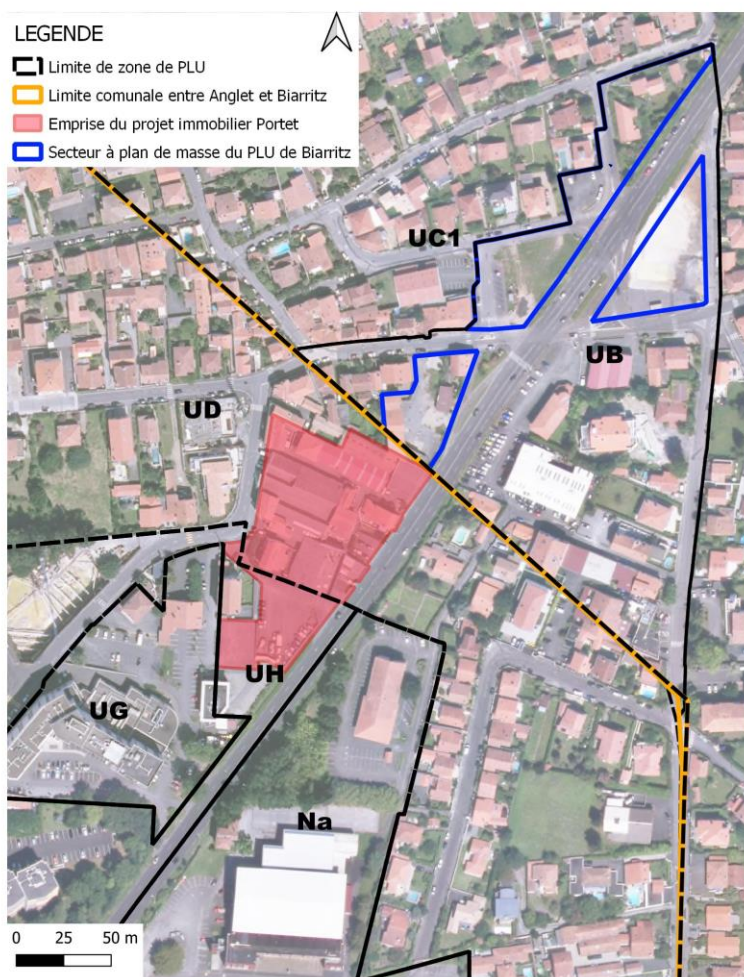 LEGENDE
Limite de zone de PLU
Limite comunale entre Anglet et Biarritz
Emprise du projet immobilier Portet
Secteur à plan de masse du PLU de Biarritz
UC1
UB
UD
UH
UG
Na
0 25 50 m